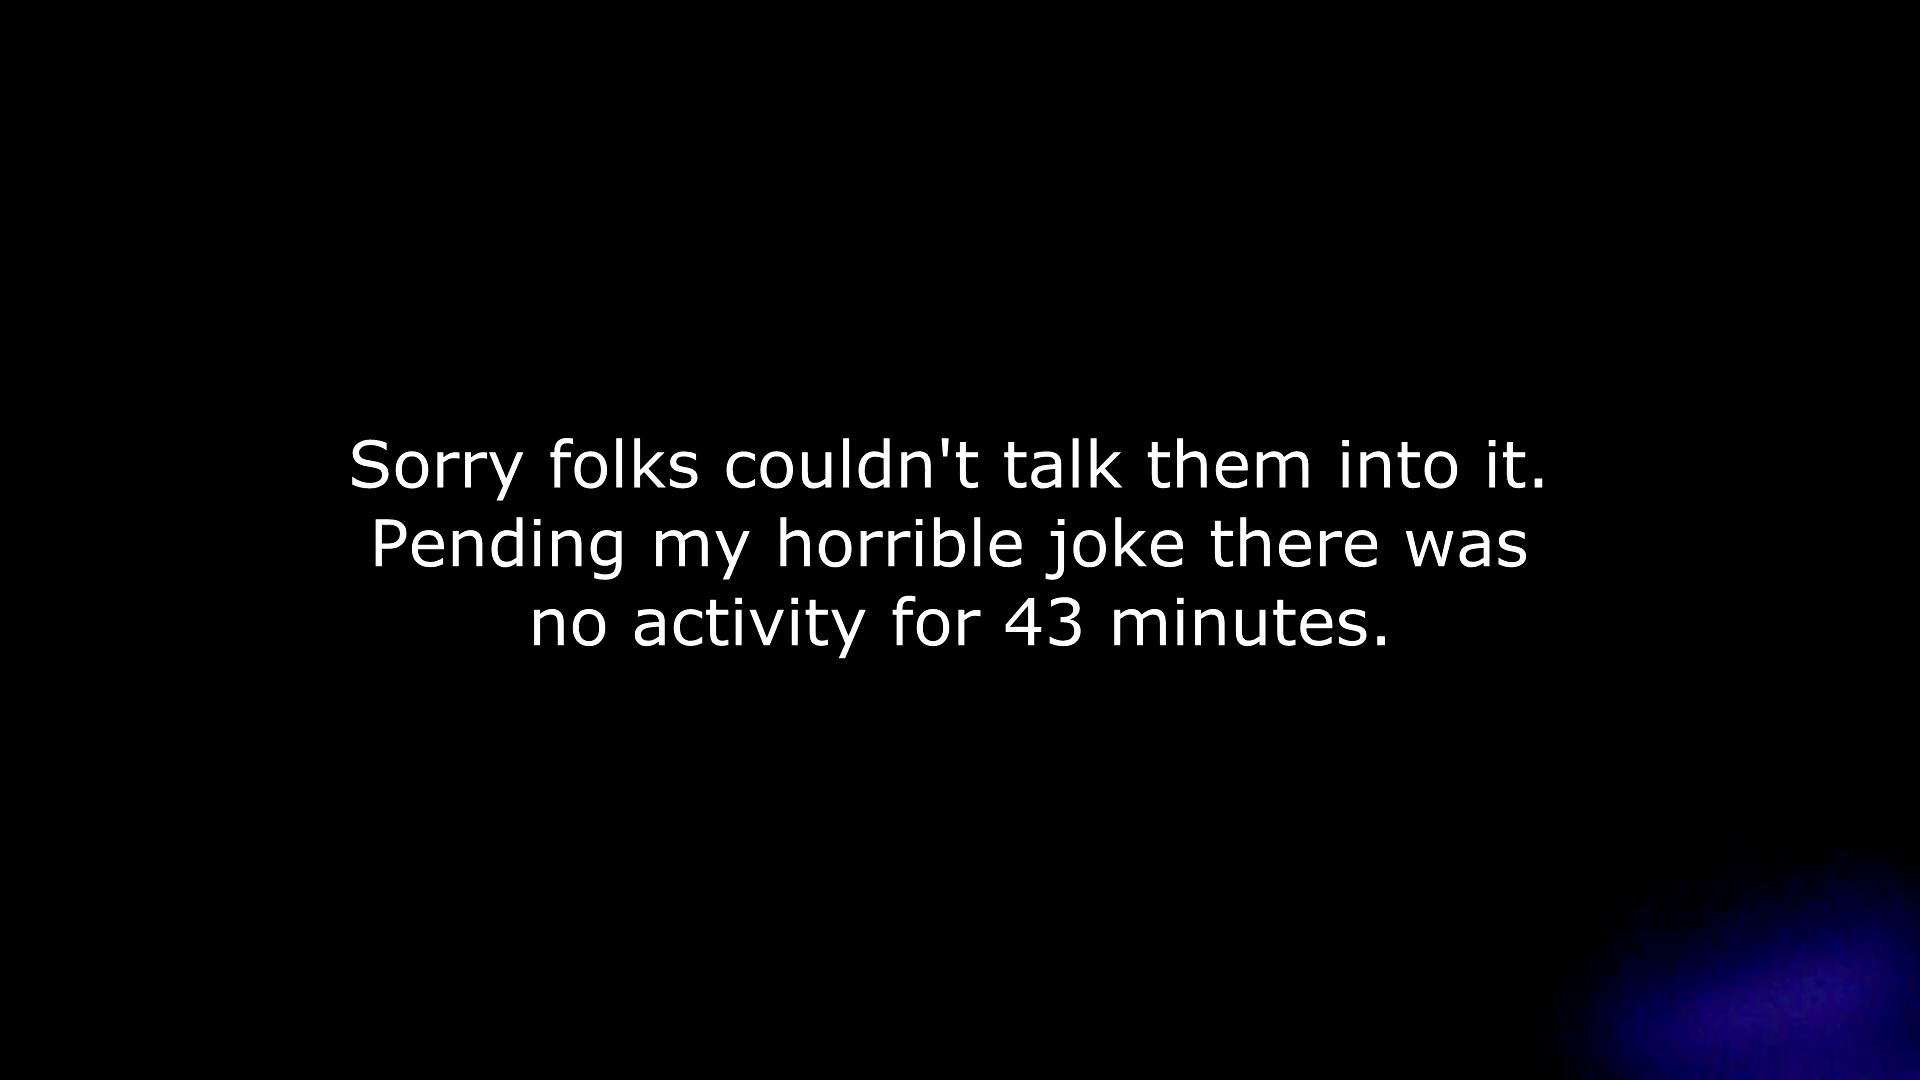 Sorry folks couldn't talk them into it.
Pending my horrible joke there was
no activity for 43 minutes.